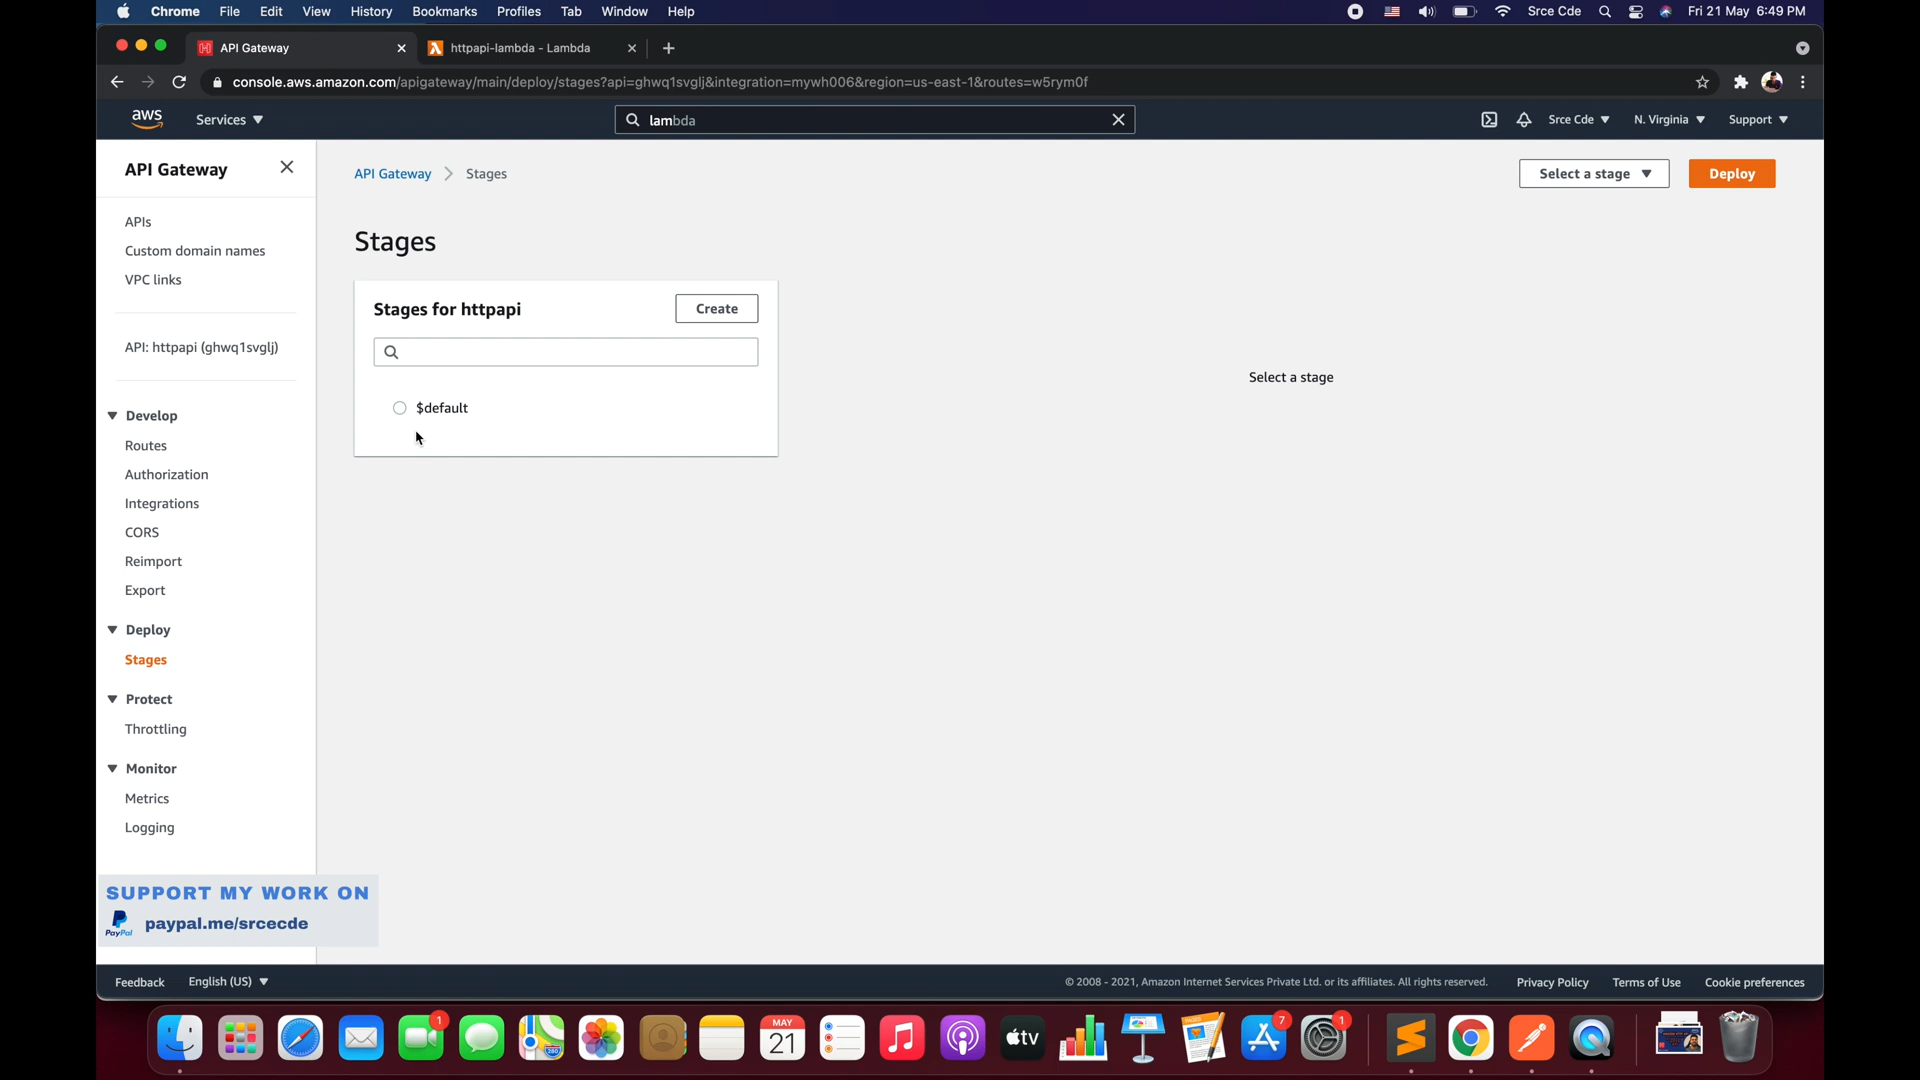 Chrome File Edit View History Bookmarks Profiles Tab Window Help Srce Cde Fri 21 May 6:49 PM
API Gateway httpapi-lambda - Lambda
console.aws.amazon.com/apigateway/main/deploy/stages?api=ghwq1svglj&integration=mywh006&region=us-east-1&routes=w5rym0f
aws Services lambda Srce Cde N. Virginia Support
API Gateway
APIs
Custom domain names
VPC links
API: httpapi (ghwq1svglj)
Develop
Routes
Authorization
Integrations
CORS
Reimport
Export
Deploy
Stages
Protect
Throttling
Monitor
Metrics
Logging
API Gateway Stages Select a stage Deploy
Stages
Stages for httpapi Create
$default
Select a stage
SUPPORT MY WORK ON
PayPal paypal.me/srcecde
Feedback English (US) © 2008 - 2021, Amazon Internet Services Private Ltd. or its affiliates. All rights reserved. Privacy Policy Terms of Use Cookie preferences
1
280
MAY
21
tv
7
1